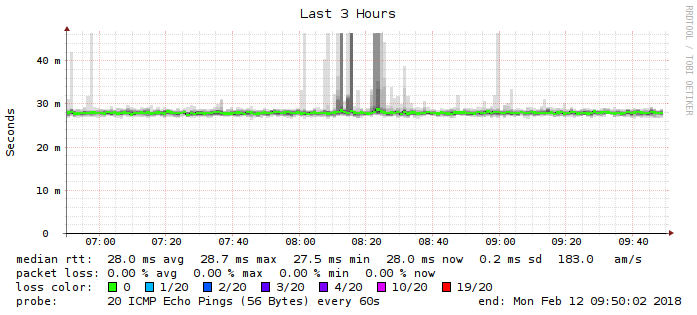 Last 3 Hours
RRDTOOL / TOBI OETIKER
Seconds
40 m
30 m
20 m
10 m
0
07:00 07:20 07:40 08:00 08:20 08:40 09:00 09:20 09:40
median rtt: 28.0 ms avg 28.7 ms max 27.5 ms min 28.0 ms now 0.2 ms sd 183.0 am/s
packet loss: 0.00 % avg 0.00 % max 0.00 % min 0.00 % now
loss color: 0 1/20 2/20 3/20 4/20 10/20 19/20
probe: 20 ICMP Echo Pings (56 Bytes) every 60s end: Mon Feb 12 09:50:02 2018